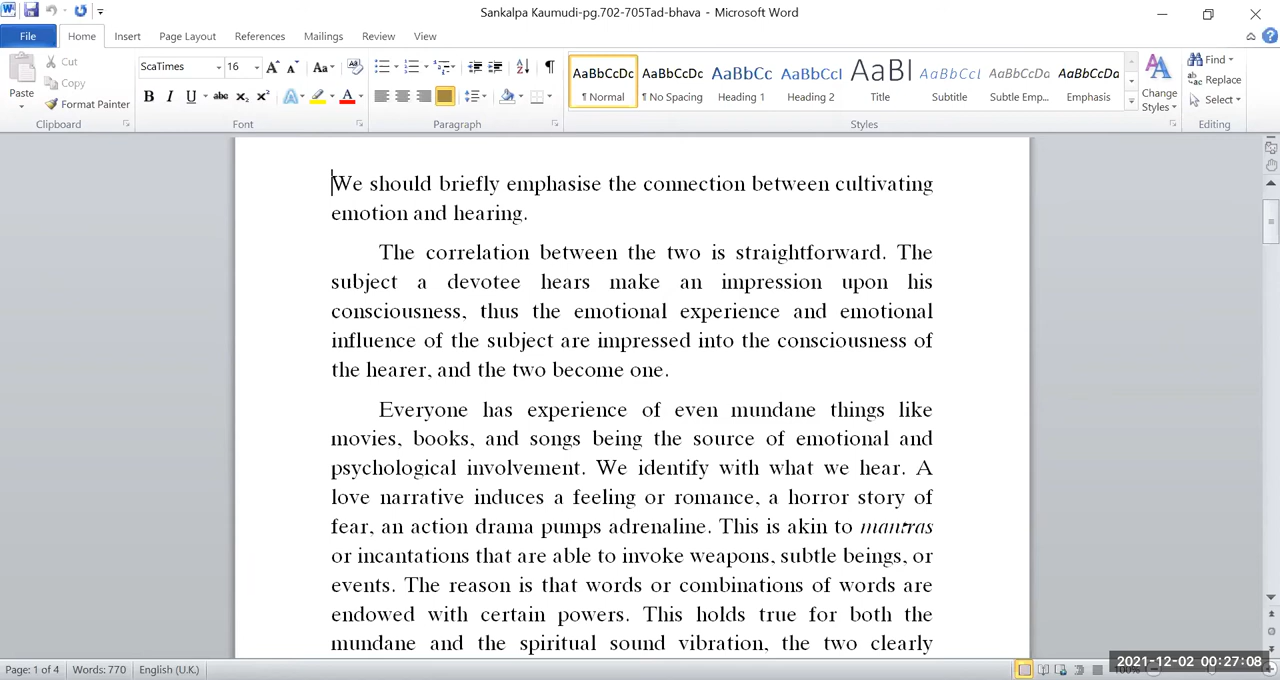 Sankalpa Kaumudi-pg.702-705Tad-bhava - Microsoft Word
File Home Insert Page Layout References Mailings Review View
Paste Cut Copy Format Painter Clipboard
ScaTimes 16 Font
Paragraph
AaBbCcDc AaBbCcDc AaBbCc AaBbCcI AaBI AaBbCcL AaBbCcDa AaBbCcDa
¶ Normal ¶ No Spacing Heading 1 Heading 2 Title Subtitle Subtle Emp... Emphasis
Change Styles
Styles
Find Replace Select Editing
We should briefly emphasise the connection between cultivating
emotion and hearing.
The correlation between the two is straightforward. The
subject a devotee hears make an impression upon his
consciousness, thus the emotional experience and emotional
influence of the subject are impressed into the consciousness of
the hearer, and the two become one.
Everyone has experience of even mundane things like
movies, books, and songs being the source of emotional and
psychological involvement. We identify with what we hear. A
love narrative induces a feeling or romance, a horror story of
fear, an action drama pumps adrenaline. This is akin to mantras
or incantations that are able to invoke weapons, subtle beings, or
events. The reason is that words or combinations of words are
endowed with certain powers. This holds true for both the
mundane and the spiritual sound vibration, the two clearly
Page: 1 of 4 Words: 770 English (U.K.)
2021-12-02 00:27:08